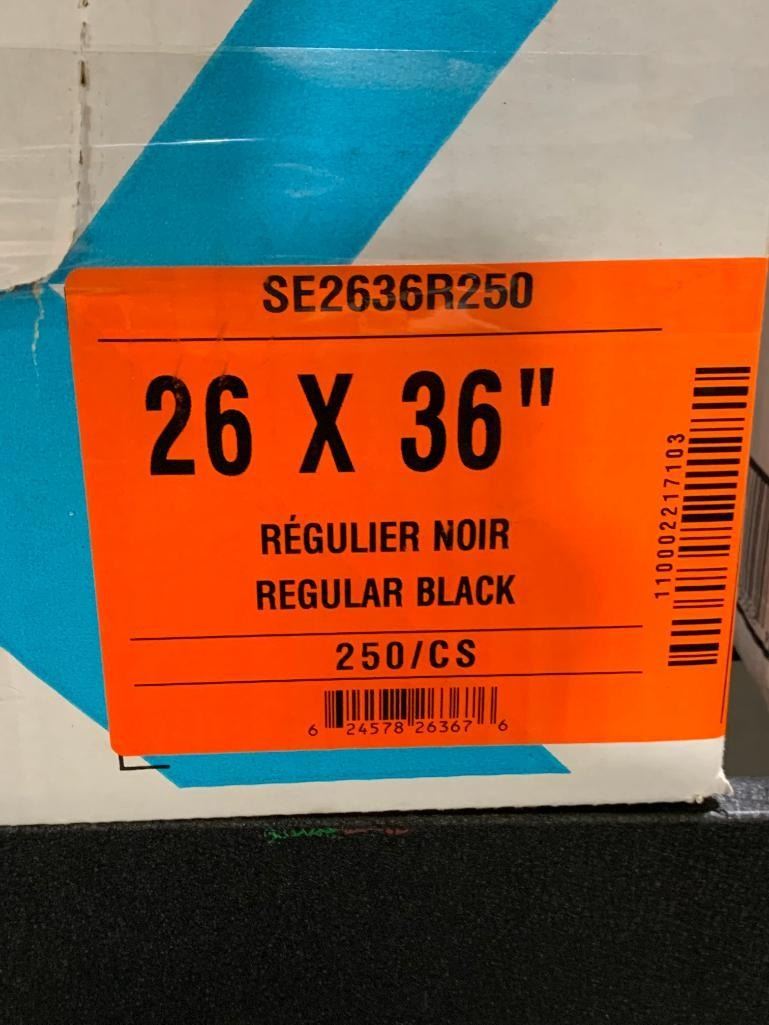 SE2636R250
26 X 36"
RÉGULIER NOIR
REGULAR BLACK
250/CS
6 24578 26367 6
110002217103